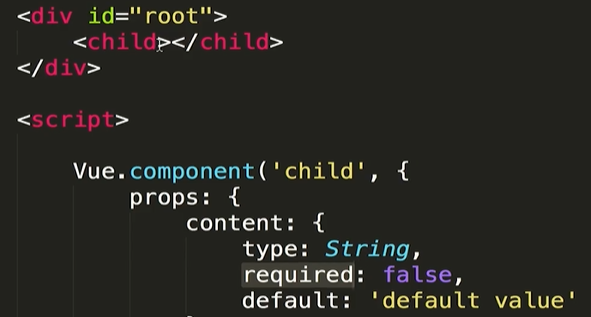 <div id="root">
    <child></child>
</div>

<script>

    Vue.component('child', {
        props: {
            content: {
                type: String,
                required: false,
                default: 'default value'